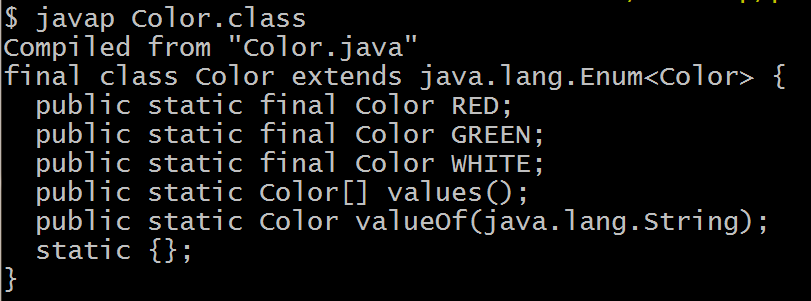 $ javap Color.class
Compiled from "Color.java"
final class Color extends java.lang.Enum<Color> {
  public static final Color RED;
  public static final Color GREEN;
  public static final Color WHITE;
  public static Color[] values();
  public static Color valueOf(java.lang.String);
  static {};
}